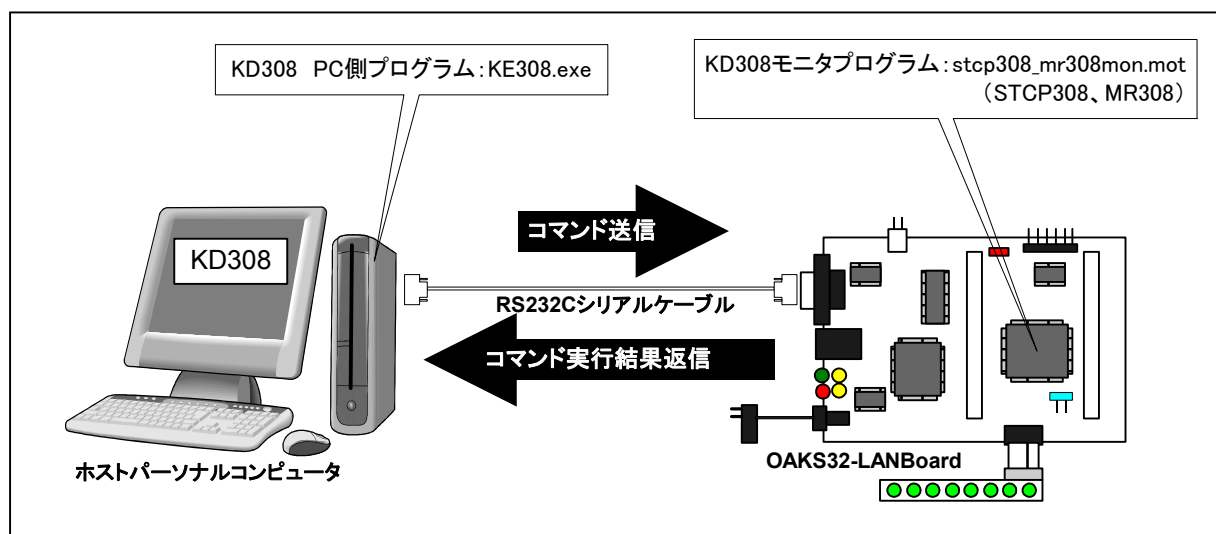 KD308 PC側プログラム：KE308.exe
KD308モニタプログラム：stcp308_mr308mon.mot
（STCP308、MR308）
コマンド送信
KD308
RS232Cシリアルケーブル
コマンド実行結果返信
OAKS32-LANBoard
ホストパーソナルコンピュータ